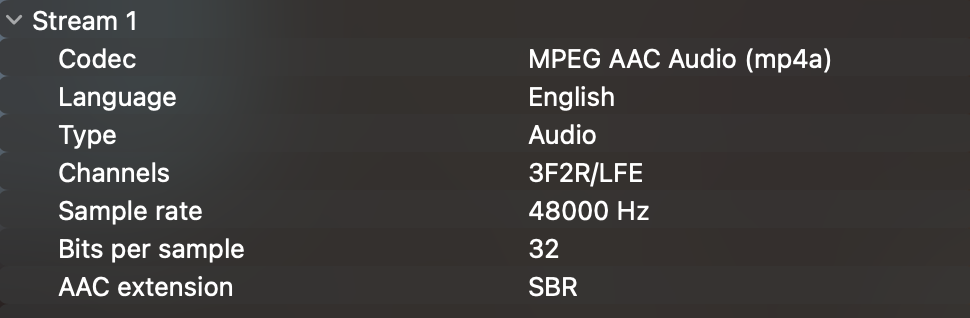 Stream 1
Codec MPEG AAC Audio (mp4a)
Language English
Type Audio
Channels 3F2R/LFE
Sample rate 48000 Hz
Bits per sample 32
AAC extension SBR